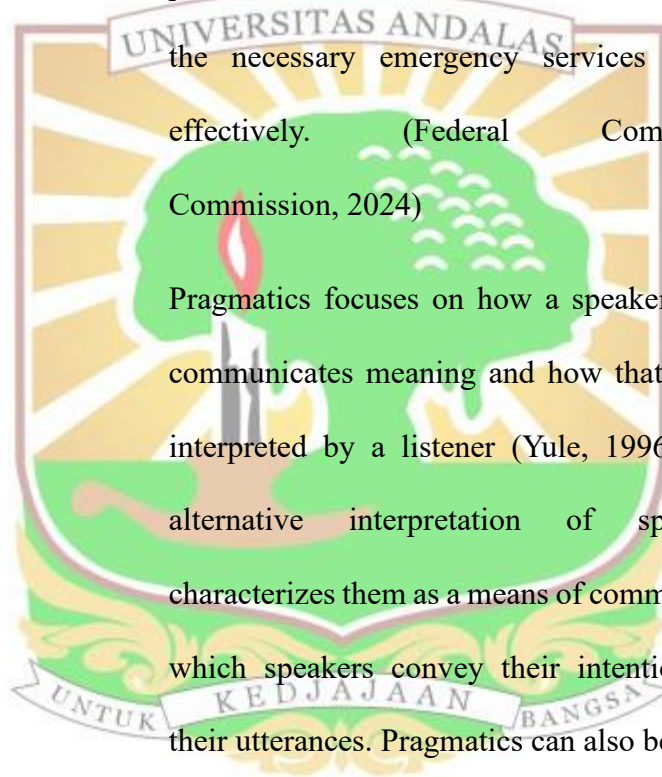 UNIVERSITAS ANDALAS
the necessary emergency services
effectively. (Federal Com
Commission, 2024)
Pragmatics focuses on how a speaker
communicates meaning and how that
interpreted by a listener (Yule, 1996
alternative interpretation of sp
characterizes them as a means of comm
which speakers convey their intentio
UNTUK KEDJAJAAN BANGSA
their utterances. Pragmatics can also be